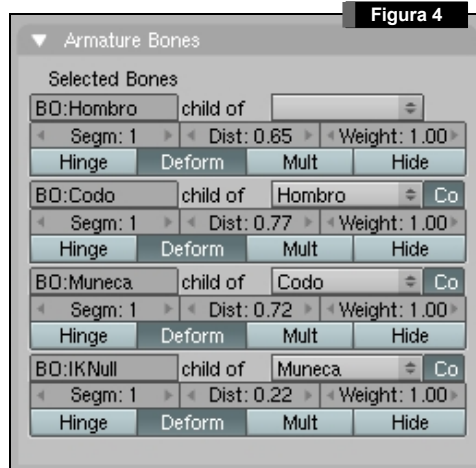 Figura 4
Armature Bones
Selected Bones
BO:Hombro child of
Segm: 1 Dist: 0.65 Weight: 1.00
Hinge Deform Mult Hide
BO:Codo child of Hombro Co
Segm: 1 Dist: 0.77 Weight: 1.00
Hinge Deform Mult Hide
BO:Muneca child of Codo Co
Segm: 1 Dist: 0.72 Weight: 1.00
Hinge Deform Mult Hide
BO:IKNull child of Muneca Co
Segm: 1 Dist: 0.22 Weight: 1.00
Hinge Deform Mult Hide